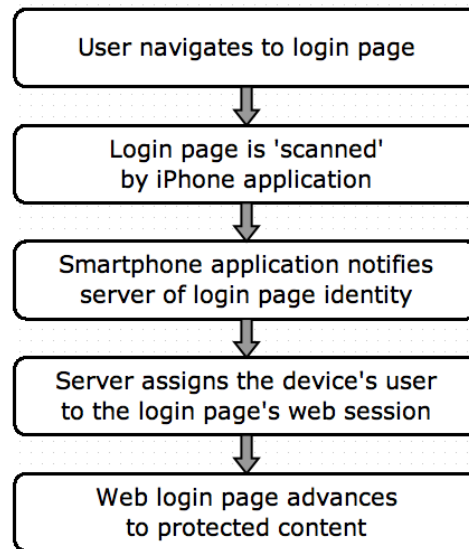 User navigates to login page
Login page is 'scanned'
by iPhone application
Smartphone application notifies
server of login page identity
Server assigns the device's user
to the login page's web session
Web login page advances
to protected content